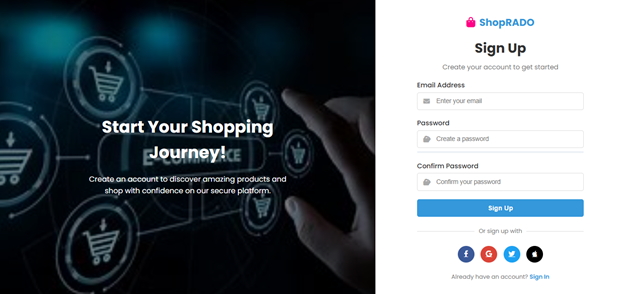 Start Your Shopping
Journey!
E-COMMERCE
Create an account to discover amazing products and
shop with confidence on our secure platform.
ShopRADO
Sign Up
Create your account to get started
Email Address
Enter your email
Password
Create a password
Confirm Password
Confirm your password
Sign Up
Or sign up with
Already have an account? Sign In